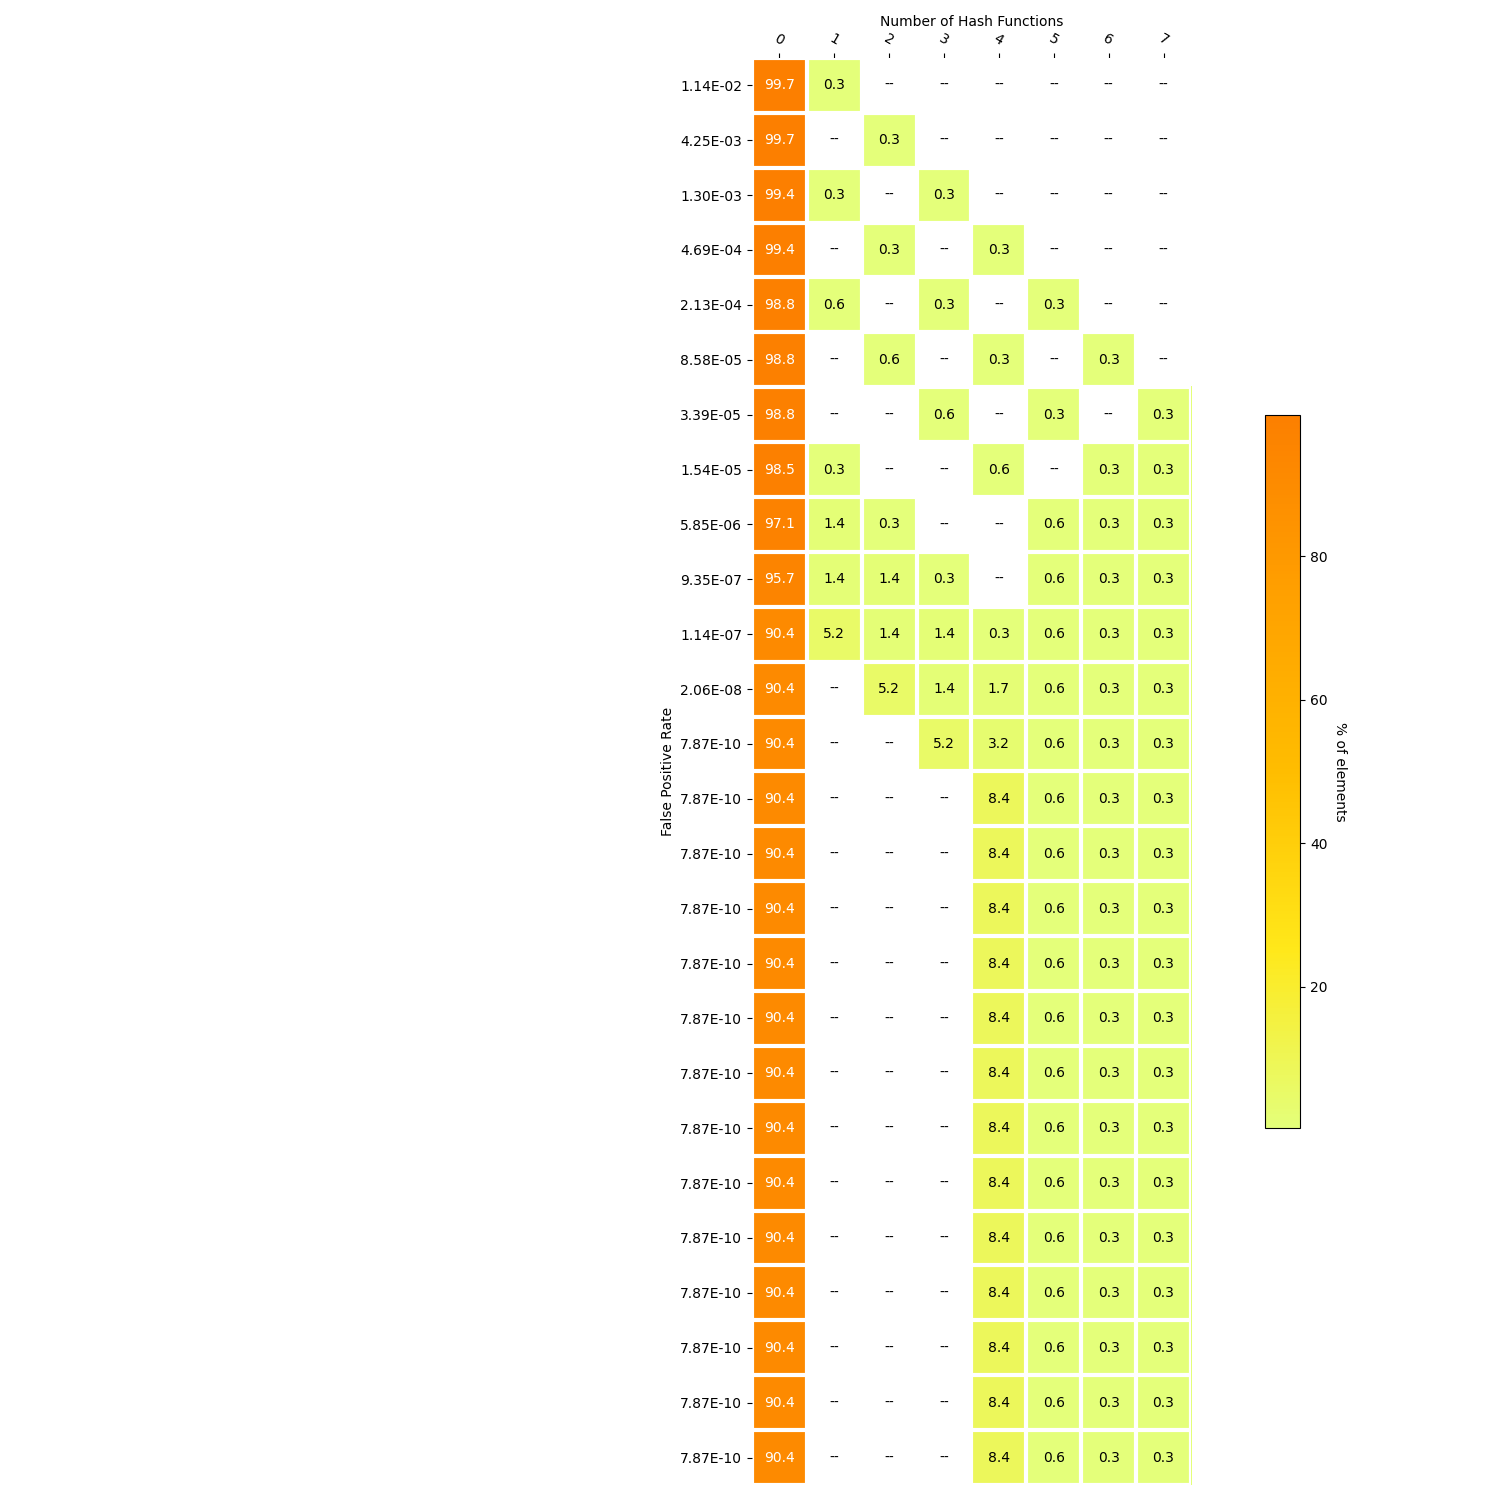 Number of Hash Functions
0 1 2 3 4 5 6 7
1.14E-02 99.7 0.3 -- -- -- -- -- --
4.25E-03 99.7 -- 0.3 -- -- -- -- --
1.30E-03 99.4 0.3 -- 0.3 -- -- -- --
4.69E-04 99.4 -- 0.3 -- 0.3 -- -- --
2.13E-04 98.8 0.6 -- 0.3 -- 0.3 -- --
8.58E-05 98.8 -- 0.6 -- 0.3 -- 0.3 --
3.39E-05 98.8 -- -- 0.6 -- 0.3 -- 0.3
1.54E-05 98.5 0.3 -- -- 0.6 -- 0.3 0.3
5.85E-06 97.1 1.4 0.3 -- -- 0.6 0.3 0.3
9.35E-07 95.7 1.4 1.4 0.3 -- 0.6 0.3 0.3
1.14E-07 90.4 5.2 1.4 1.4 0.3 0.6 0.3 0.3
2.06E-08 90.4 -- 5.2 1.4 1.7 0.6 0.3 0.3
7.87E-10 90.4 -- -- 5.2 3.2 0.6 0.3 0.3
7.87E-10 90.4 -- -- -- 8.4 0.6 0.3 0.3
7.87E-10 90.4 -- -- -- 8.4 0.6 0.3 0.3
7.87E-10 90.4 -- -- -- 8.4 0.6 0.3 0.3
7.87E-10 90.4 -- -- -- 8.4 0.6 0.3 0.3
7.87E-10 90.4 -- -- -- 8.4 0.6 0.3 0.3
7.87E-10 90.4 -- -- -- 8.4 0.6 0.3 0.3
7.87E-10 90.4 -- -- -- 8.4 0.6 0.3 0.3
7.87E-10 90.4 -- -- -- 8.4 0.6 0.3 0.3
7.87E-10 90.4 -- -- -- 8.4 0.6 0.3 0.3
7.87E-10 90.4 -- -- -- 8.4 0.6 0.3 0.3
7.87E-10 90.4 -- -- -- 8.4 0.6 0.3 0.3
7.87E-10 90.4 -- -- -- 8.4 0.6 0.3 0.3
7.87E-10 90.4 -- -- -- 8.4 0.6 0.3 0.3
False Positive Rate
80
60
40
20
% of elements